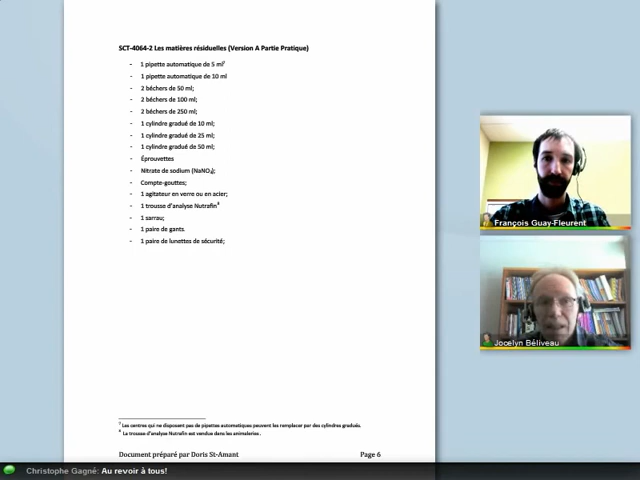 SCT-4064-2 Les matières résiduelles (Version A Partie Pratique)
- 1 pipette automatique de 5 ml⁷
- 1 pipette automatique de 10 ml
- 2 béchers de 50 ml;
- 2 béchers de 100 ml;
- 2 béchers de 250 ml;
- 1 cylindre gradué de 10 ml;
- 1 cylindre gradué de 25 ml;
- 1 cylindre gradué de 50 ml;
- Éprouvettes
- Nitrate de sodium (NaNO₃);
- Compte-gouttes;
- 1 agitateur en verre ou en acier;
- 1 trousse d'analyse Nutrafin⁸
- 1 sarrau;
- 1 paire de gants.
- 1 paire de lunettes de sécurité;
⁷ Les centres qui ne disposent pas de pipettes automatiques peuvent les remplacer par des cylindres gradués.
⁸ La trousse d'analyse Nutrafin est vendue dans les animaleries.
Document préparé par Doris St-Amant Page 6
François Guay-Fleurent
Jocelyn Béliveau
Christophe Gagné: Au revoir à tous!